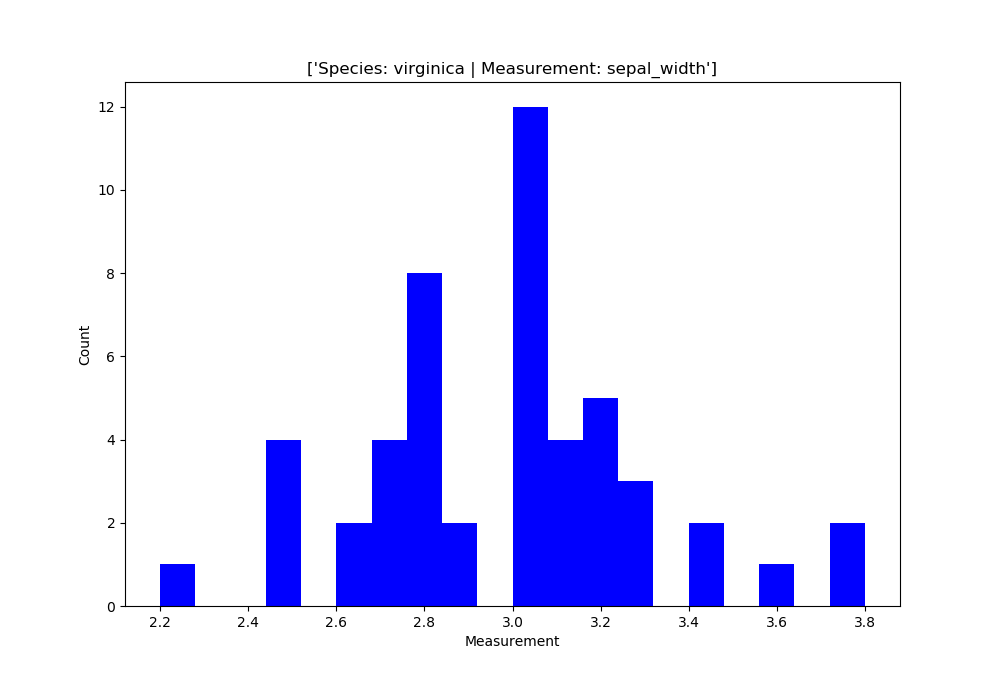 ['Species: virginica | Measurement: sepal_width']
12
10
8
6
4
2
0
Count
2.2 2.4 2.6 2.8 3.0 3.2 3.4 3.6 3.8
Measurement